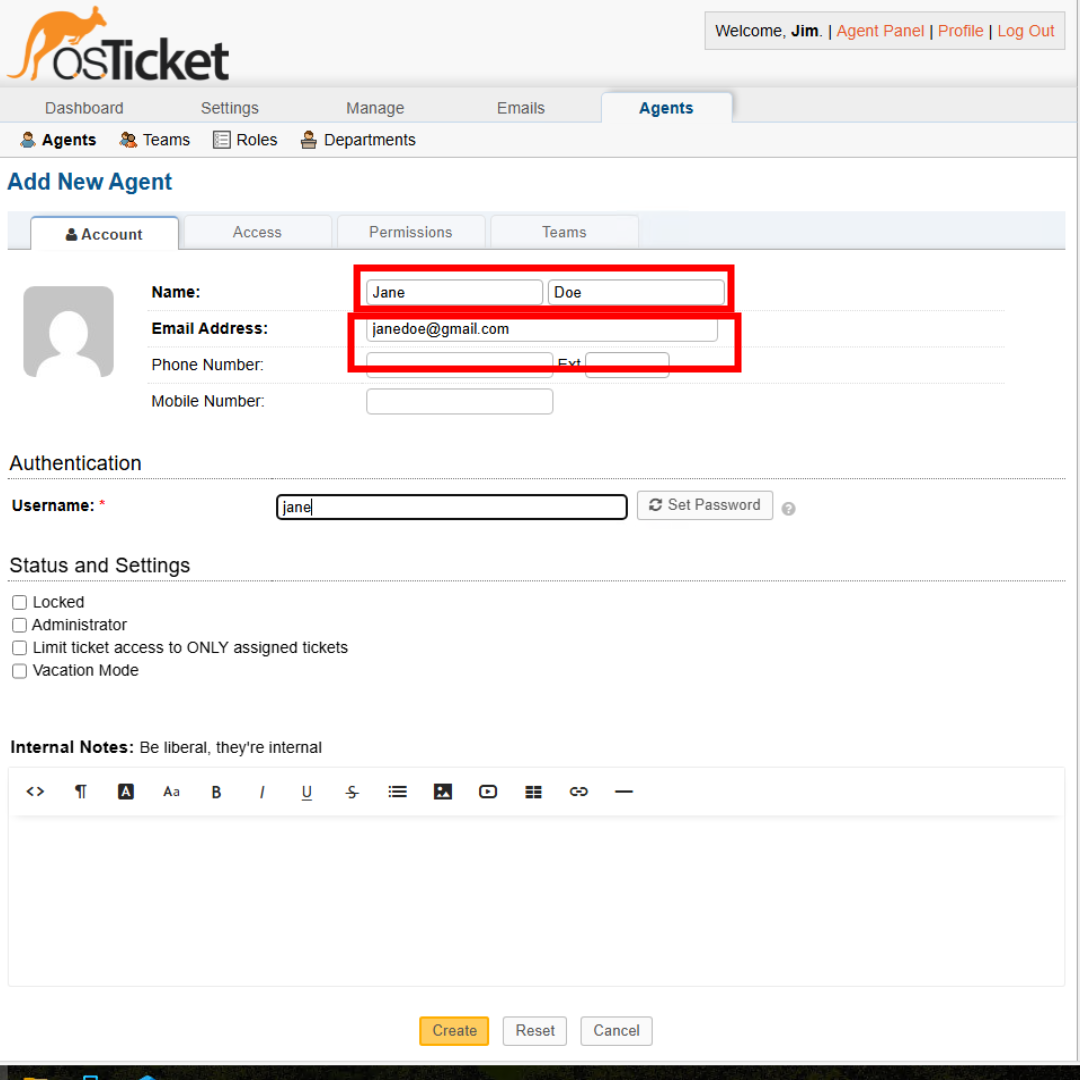 osTicket
Welcome, Jim. | Agent Panel | Profile | Log Out
Dashboard Settings Manage Emails Agents
Agents Teams Roles Departments
Add New Agent
Account Access Permissions Teams
Name: Jane Doe
Email Address: janedoe@gmail.com
Phone Number: Ext
Mobile Number:
Authentication
Username: * jane Set Password ?
Status and Settings
Locked
Administrator
Limit ticket access to ONLY assigned tickets
Vacation Mode
Internal Notes: Be liberal, they're internal
<> ¶ A Aa B I U S
Create Reset Cancel